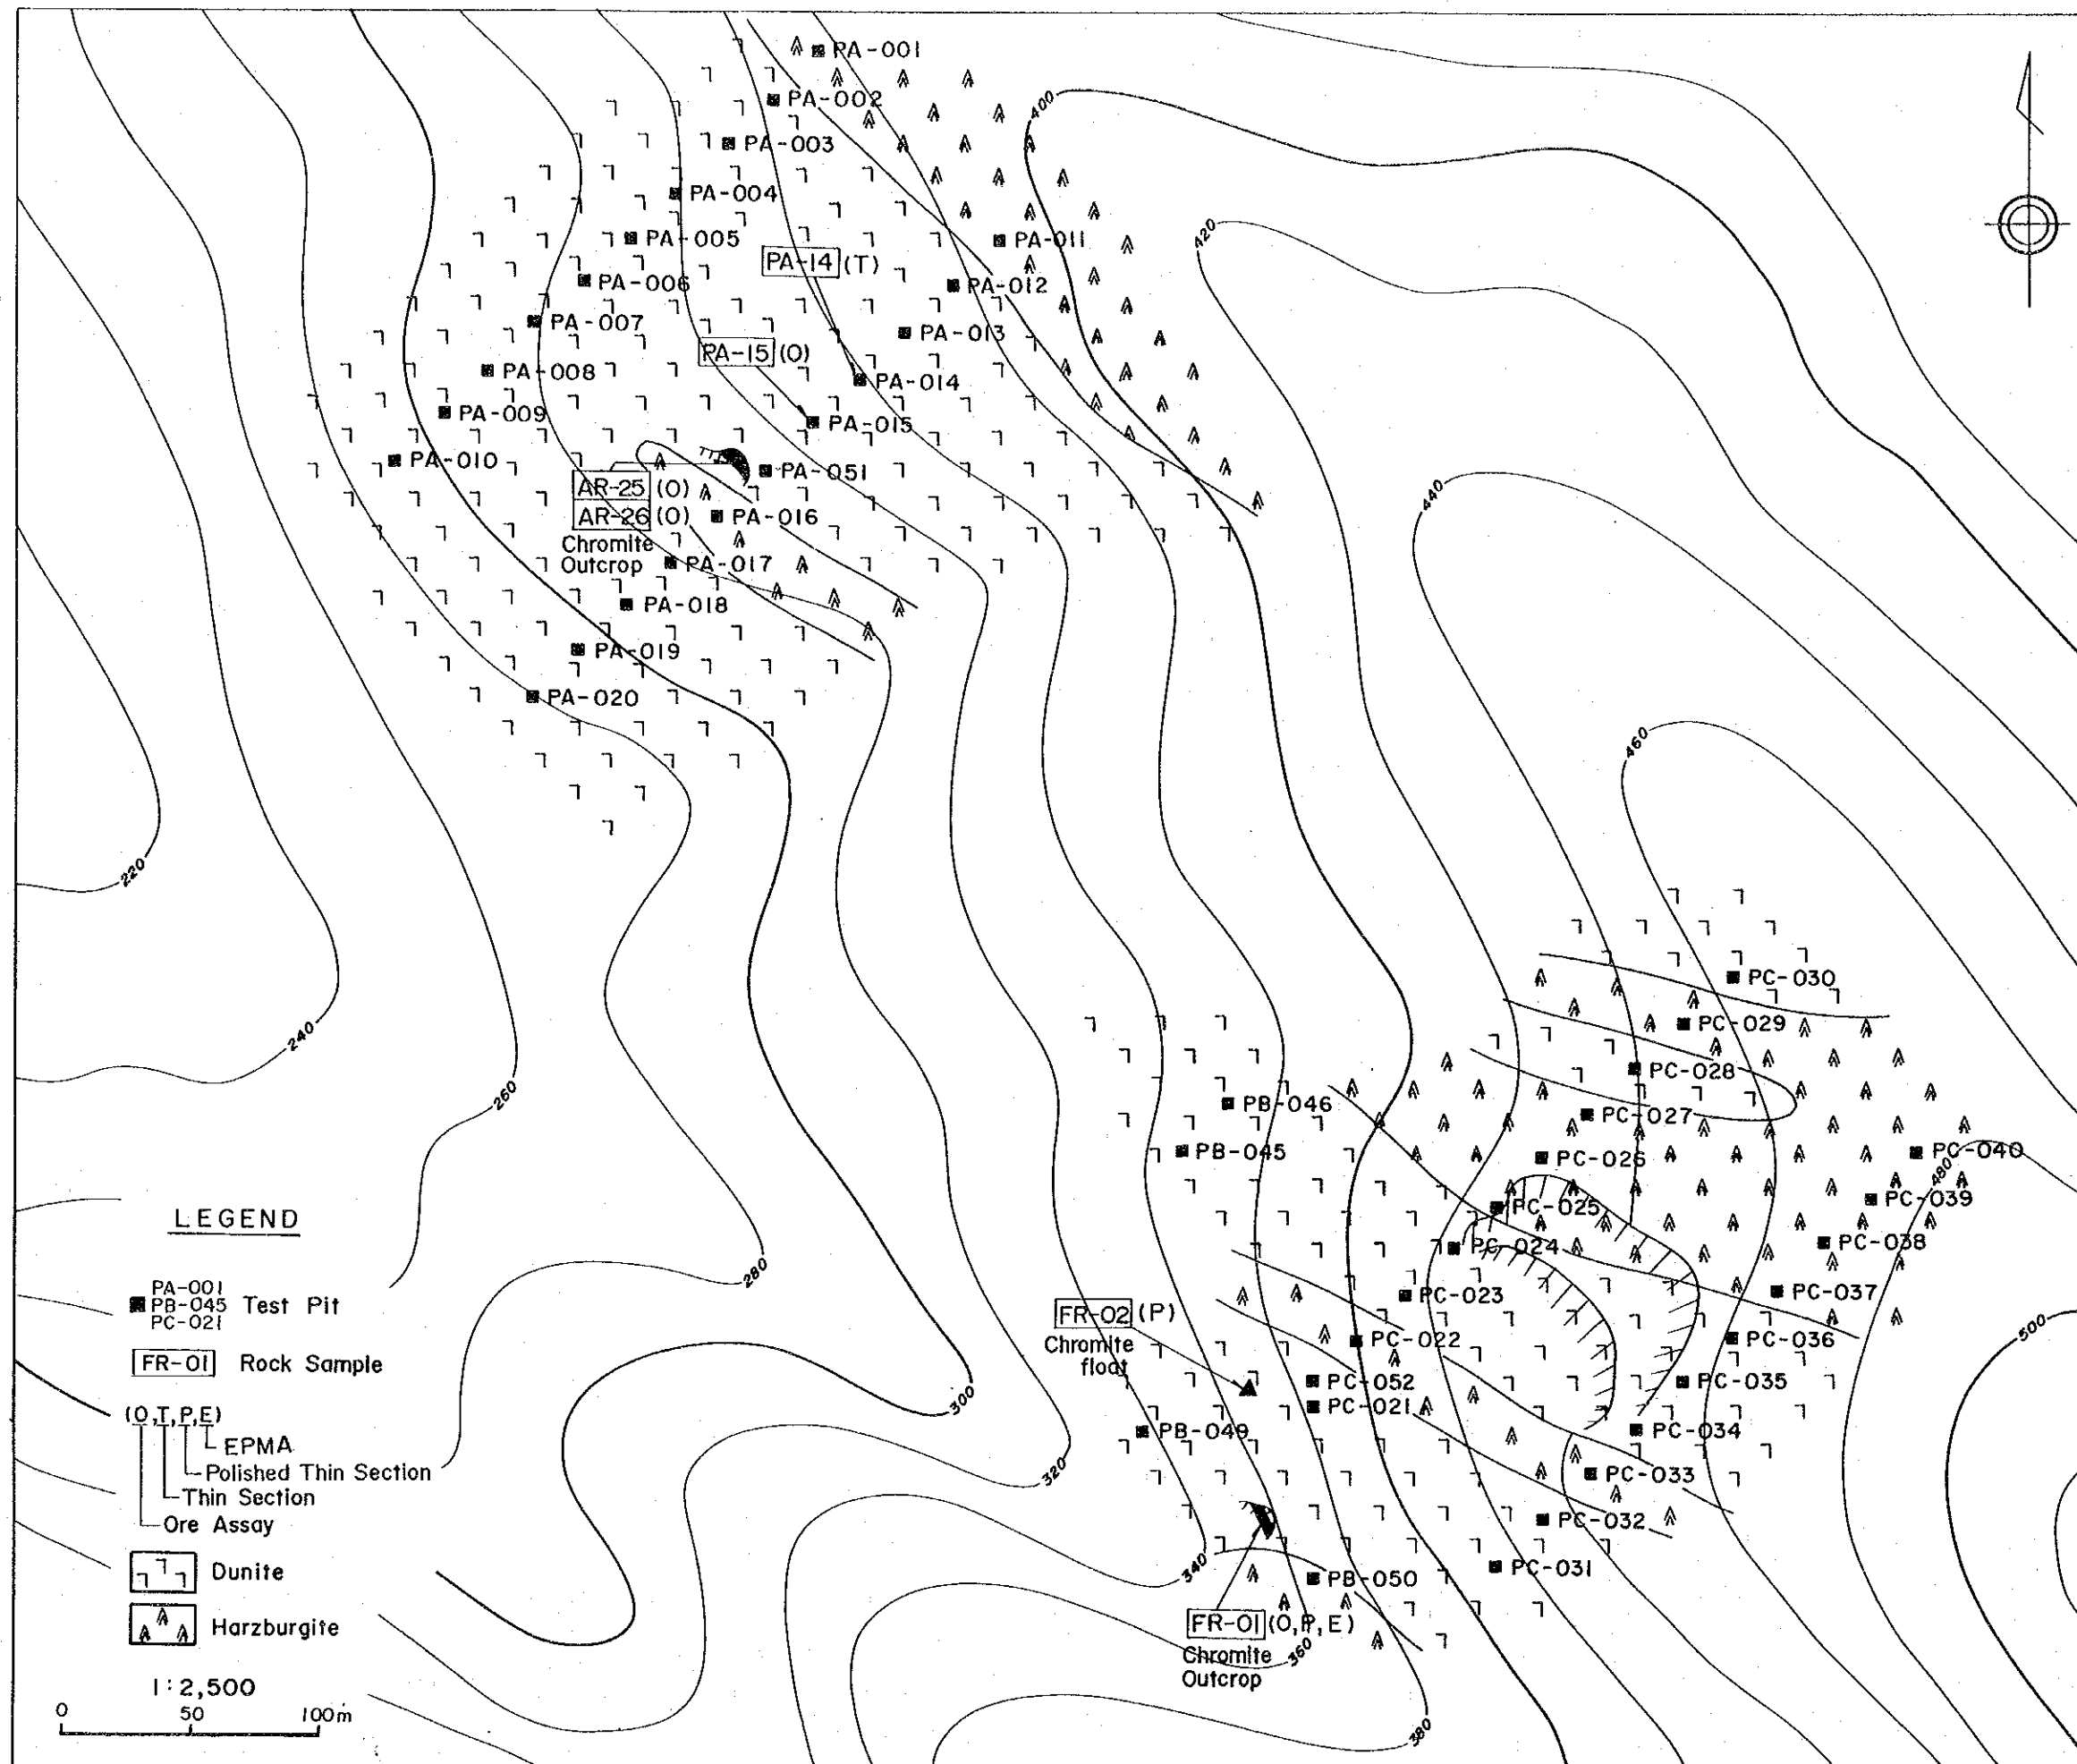 PA-001
PA-002
400
PA-003
PA-004
PA-005
PA-011
420
PA-14 (T)
PA-006
PA-012
PA-007
PA-013
PA-15 (O)
PA-008
PA-014
PA-009
PA-015
PA-010
PA-051
AR-25 (O)
440
AR-26 (O)
PA-016
Chromite
Outcrop
PA-017
PA-018
PA-019
PA-020
460
220
PC-030
240
PC-029
260
PC-028
PB-046
PC-027
PB-045
PC-026
PC-040
480
PC-039
PC-025
LEGEND
PC-024
PC-038
280
PA-001
PB-045
PC-021
Test Pit
PC-023
PC-037
FR-02 (P)
Chromite
float
PC-022
PC-036
500
FR-01 Rock Sample
PC-052
PC-035
300
PC-021
(O,T,P,E)
PB-049
PC-034
EPMA
Polished Thin Section
320
PC-033
Thin Section
Ore Assay
PC-032
340
Dunite
PB-050
PC-031
Harzburgite
FR-01 (O,P,E)
Chromite
Outcrop
360
1:2,500
0 50 100m
380